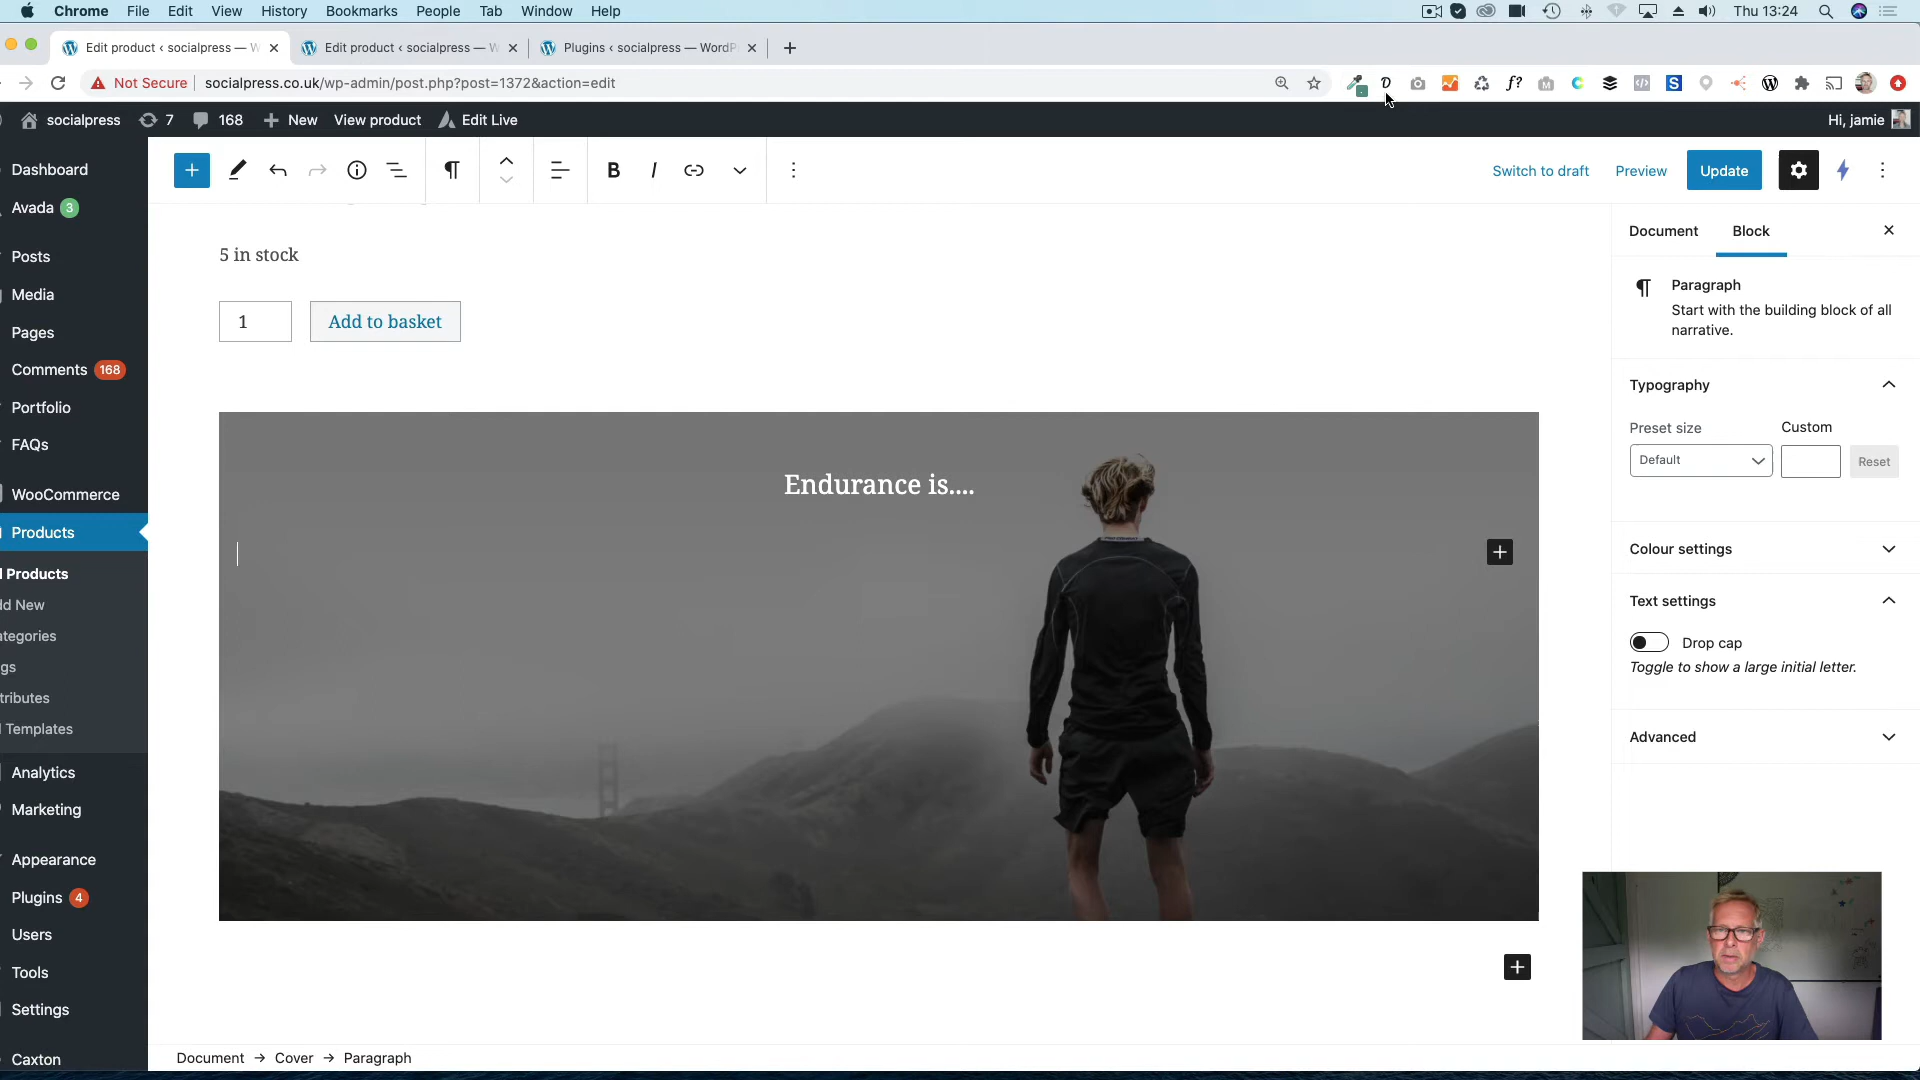 Chrome File Edit View History Bookmarks People Tab Window Help
Thu 13:24
Edit product ‹ socialpress — W
Edit product ‹ socialpress — W
Plugins ‹ socialpress — WordP
Not Secure
socialpress.co.uk/wp-admin/post.php?post=1372&action=edit
socialpress
7
168
New
View product
Edit Live
Hi, jamie
Dashboard
Avada 3
Posts
Media
Pages
Comments 168
Portfolio
FAQs
WooCommerce
Products
l Products
dd New
ategories
gs
tributes
l Templates
Analytics
Marketing
Appearance
Plugins 4
Users
Tools
Settings
Caxton
B I
Switch to draft
Preview
Update
5 in stock
1
Add to basket
Endurance is....
Document
Block
Paragraph
Start with the building block of all
narrative.
Typography
Preset size
Custom
Default
Reset
Colour settings
Text settings
Drop cap
Toggle to show a large initial letter.
Advanced
Document → Cover → Paragraph